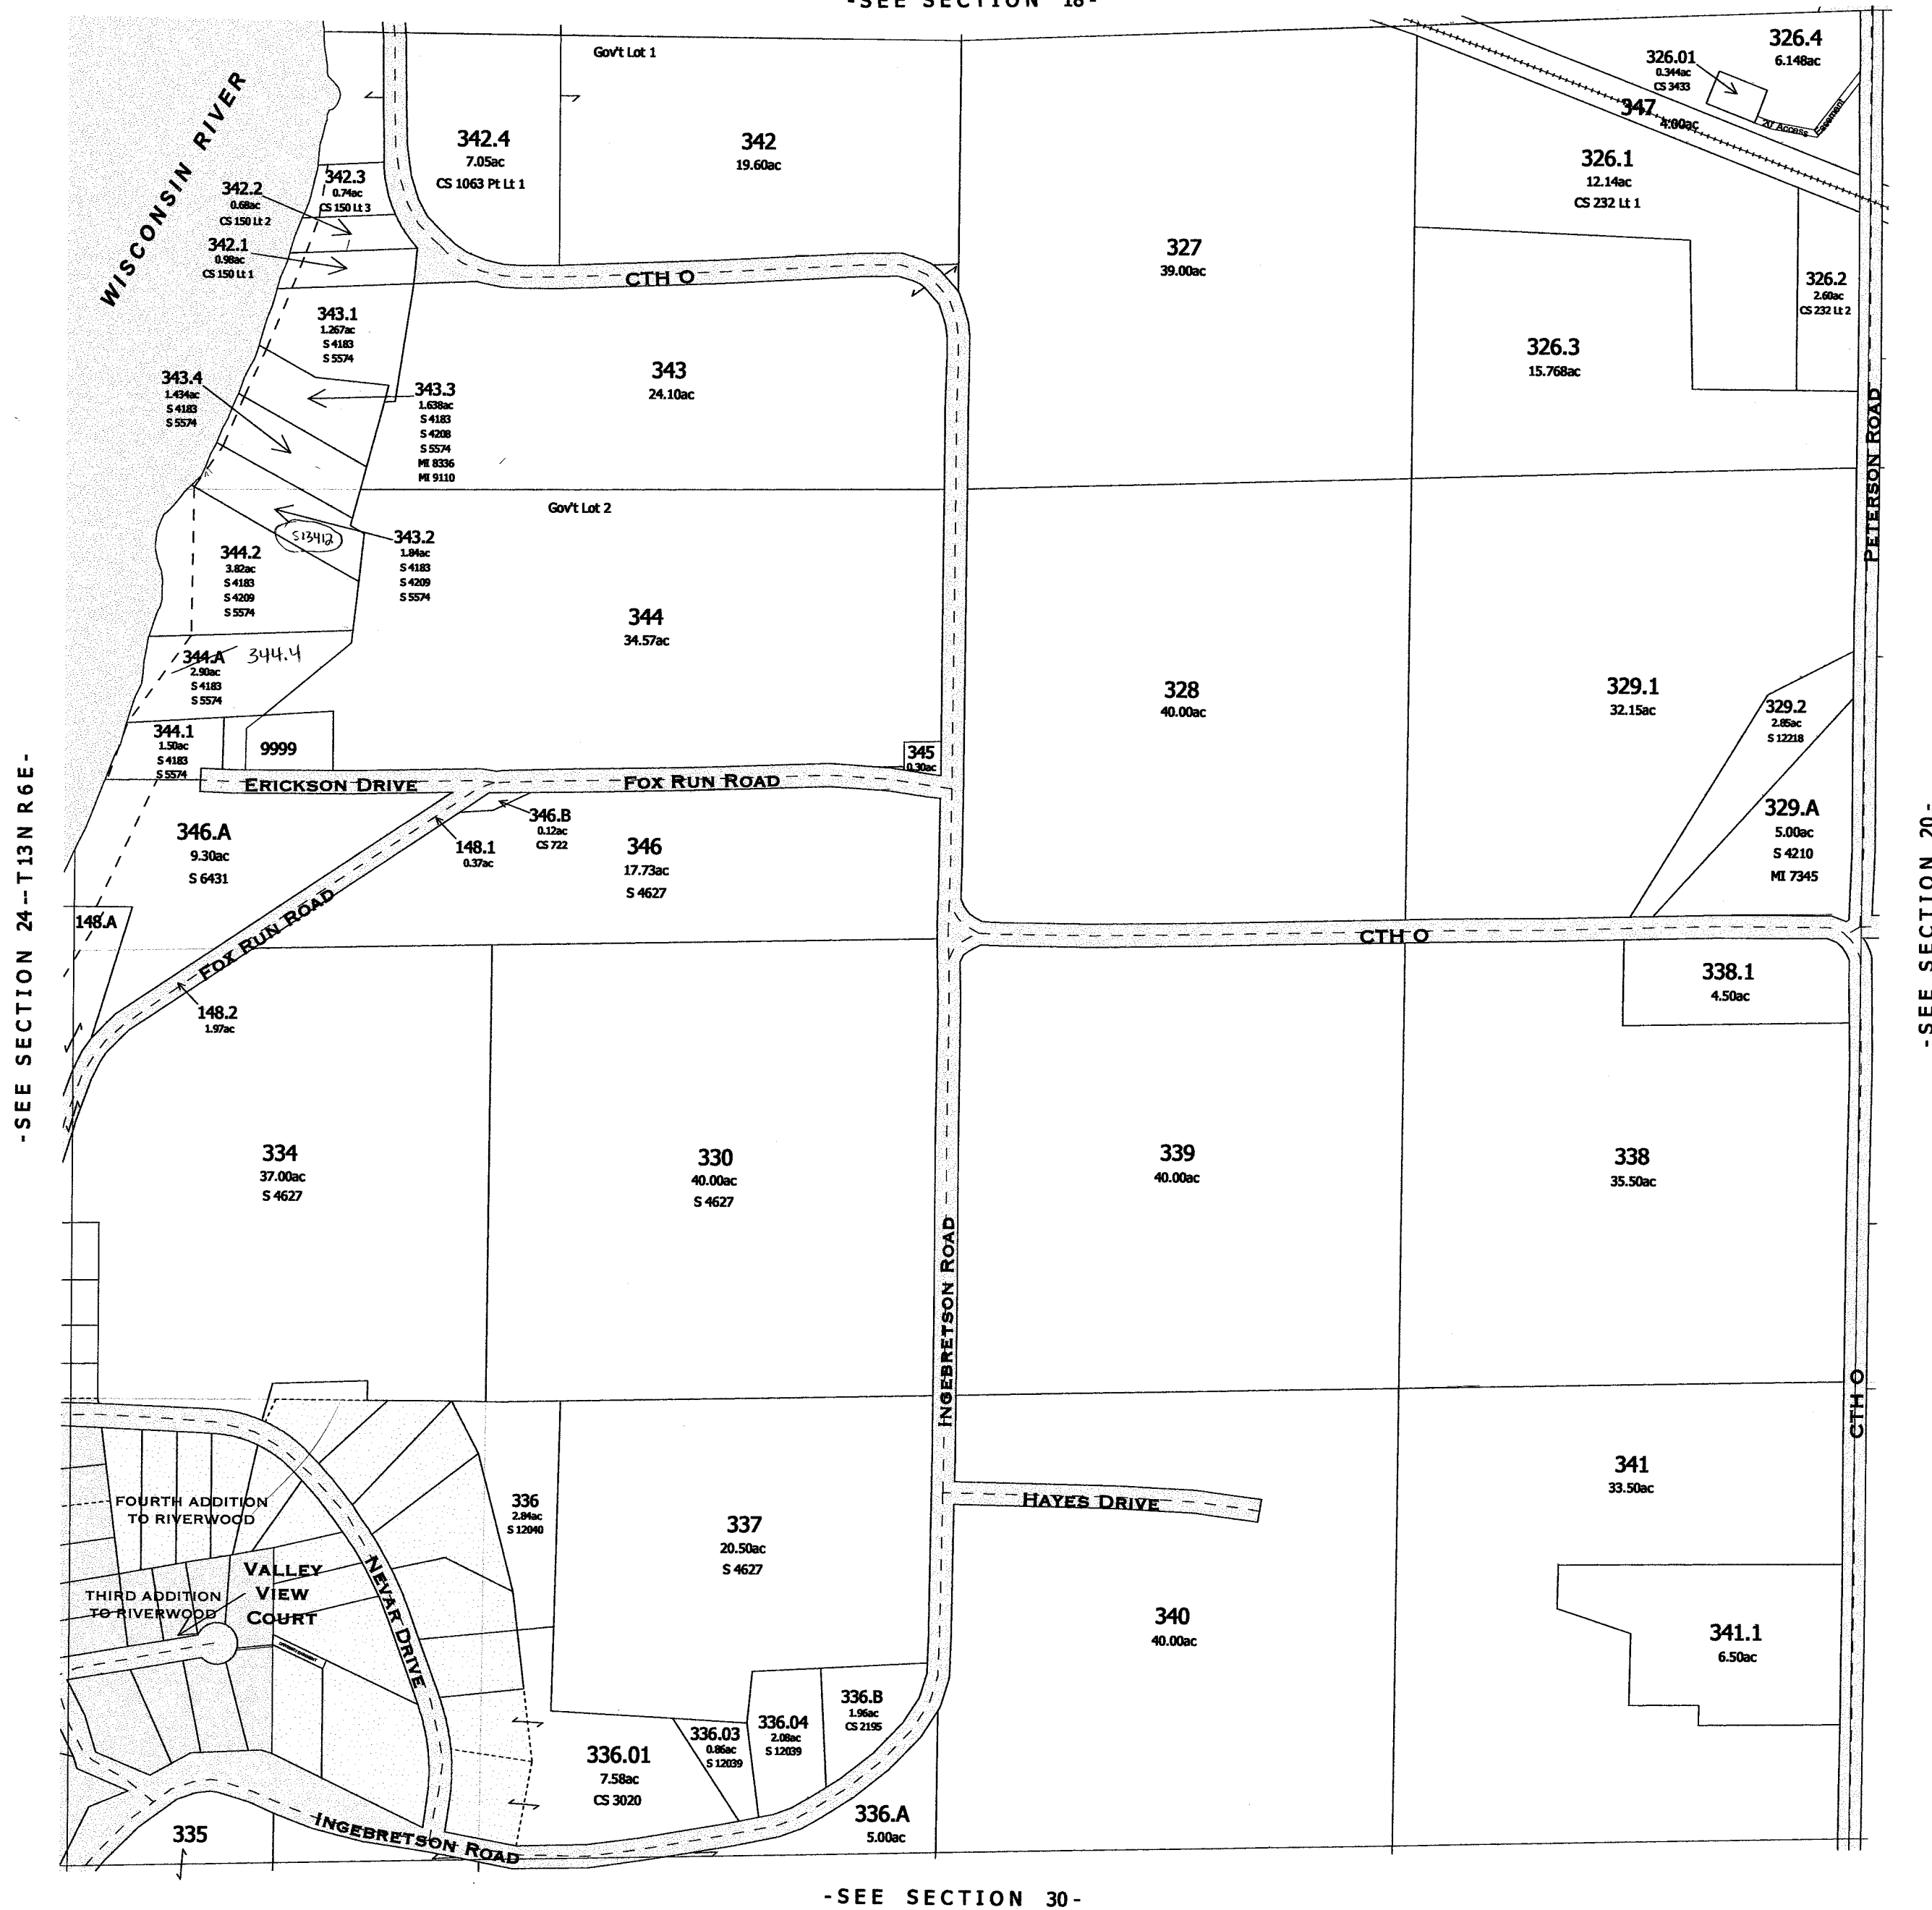 -SEE SECTION 18-
Gov't Lot 1
326.4
6.148ac
326.01
0.344ac
CS 3433
347
4.00ac
20' Access
Easement
WISCONSIN RIVER
342.4
7.05ac
CS 1063 Pt Lt 1
342
19.60ac
326.1
12.14ac
CS 232 Lt 1
342.3
0.74ac
CS 150 Lt 3
342.2
0.68ac
CS 150 Lt 2
342.1
0.98ac
CS 150 Lt 1
CTH O
327
39.00ac
326.2
2.60ac
CS 232 Lt 2
343.1
1.267ac
S 4183
S 5574
326.3
15.768ac
343
24.10ac
343.4
1.434ac
S 4183
S 5574
343.3
1.638ac
S 4183
S 4208
S 5574
MI 8336
MI 9110
PETERSON ROAD
Gov't Lot 2
S13412
343.2
1.84ac
S 4183
S 4209
S 5574
344.2
3.82ac
S 4183
S 4209
S 5574
344
34.57ac
344.A
344.4
2.90ac
S 4183
S 5574
328
40.00ac
329.1
32.15ac
329.2
2.85ac
S 12218
344.1
1.50ac
S 4183
S 5574
9999
345
0.30ac
ERICKSON DRIVE
FOX RUN ROAD
329.A
5.00ac
S 4210
MI 7345
346.B
0.12ac
CS 722
346.A
9.30ac
S 6431
148.1
0.37ac
346
17.73ac
S 4627
-SEE SECTION 24--T13N R6E-
-SEE SECTION 20-
148.A
FOX RUN ROAD
CTH O
148.2
1.97ac
338.1
4.50ac
334
37.00ac
S 4627
330
40.00ac
S 4627
339
40.00ac
338
35.50ac
INGEBRETSON ROAD
CTH O
341
33.50ac
FOURTH ADDITION
TO RIVERWOOD
336
2.84ac
S 12040
HAYES DRIVE
337
20.50ac
S 4627
VALLEY
VIEW
COURT
THIRD ADDITION
TO RIVERWOOD
NEVAR DRIVE
340
40.00ac
341.1
6.50ac
336.B
1.96ac
CS 2195
336.04
2.08ac
S 12039
336.03
0.86ac
S 12039
336.01
7.58ac
CS 3020
336.A
5.00ac
335
INGEBRETSON ROAD
-SEE SECTION 30-